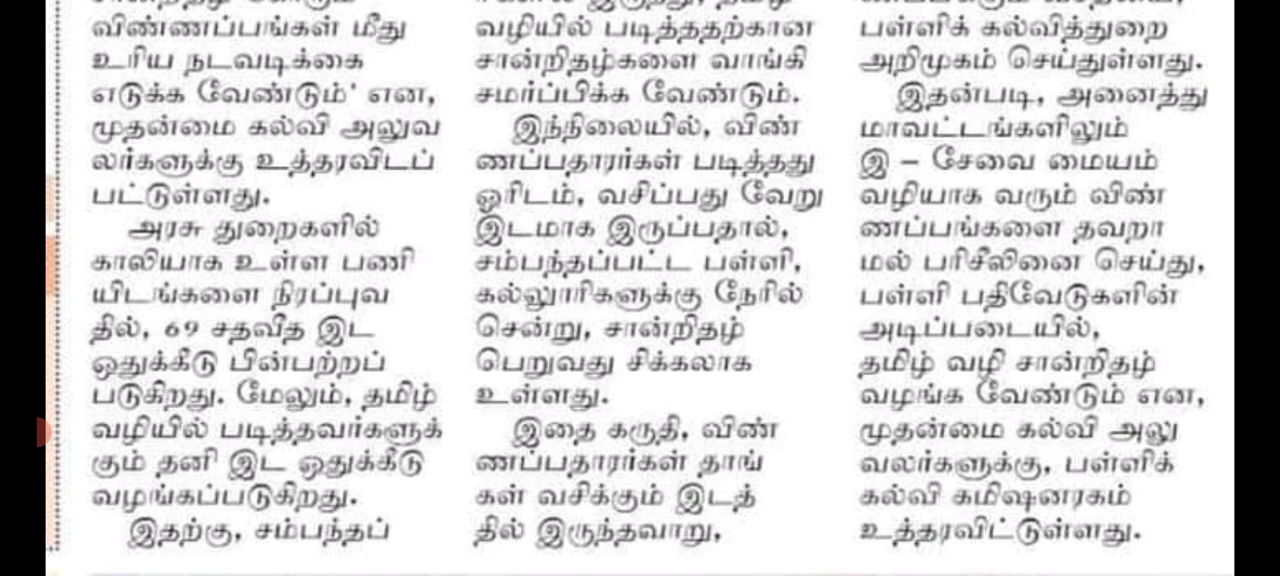 விண்ணப்பங்கள் மீது
உரிய நடவடிக்கை
எடுக்க வேண்டும்' என,
முதன்மை கல்வி அலுவ
லர்களுக்கு உத்தரவிடப்
பட்டுள்ளது.
அரசு துறைகளில்
காலியாக உள்ள பணி
யிடங்களை நிரப்புவ
தில், 69 சதவீத இட
ஒதுக்கீடு பின்பற்றப்
படுகிறது. மேலும், தமிழ்
வழியில் படித்தவர்களுக்
கும் தனி இட ஒதுக்கீடு
வழங்கப்படுகிறது.
இதற்கு, சம்பந்தப்
வழியில் படித்ததற்கான
சான்றிதழ்களை வாங்கி
சமர்ப்பிக்க வேண்டும்.
இந்நிலையில், விண்
ணப்பதாரர்கள் படித்தது
ஓரிடம், வசிப்பது வேறு
இடமாக இருப்பதால்,
சம்பந்தப்பட்ட பள்ளி,
கல்லுாரிகளுக்கு நேரில்
சென்று, சான்றிதழ்
பெறுவது சிக்கலாக
உள்ளது.
இதை கருதி, விண்
ணப்பதாரர்கள் தாங்
கள் வசிக்கும் இடத்
தில் இருந்தவாறு,
பள்ளிக் கல்வித்துறை
அறிமுகம் செய்துள்ளது.
இதன்படி, அனைத்து
மாவட்டங்களிலும்
இ – சேவை மையம்
வழியாக வரும் விண்
ணப்பங்களை தவறா
மல் பரிசீலினை செய்து,
பள்ளி பதிவேடுகளின்
அடிப்படையில்,
தமிழ் வழி சான்றிதழ்
வழங்க வேண்டும் என,
முதன்மை கல்வி அலு
வலர்களுக்கு, பள்ளிக்
கல்வி கமிஷனரகம்
உத்தரவிட்டுள்ளது.